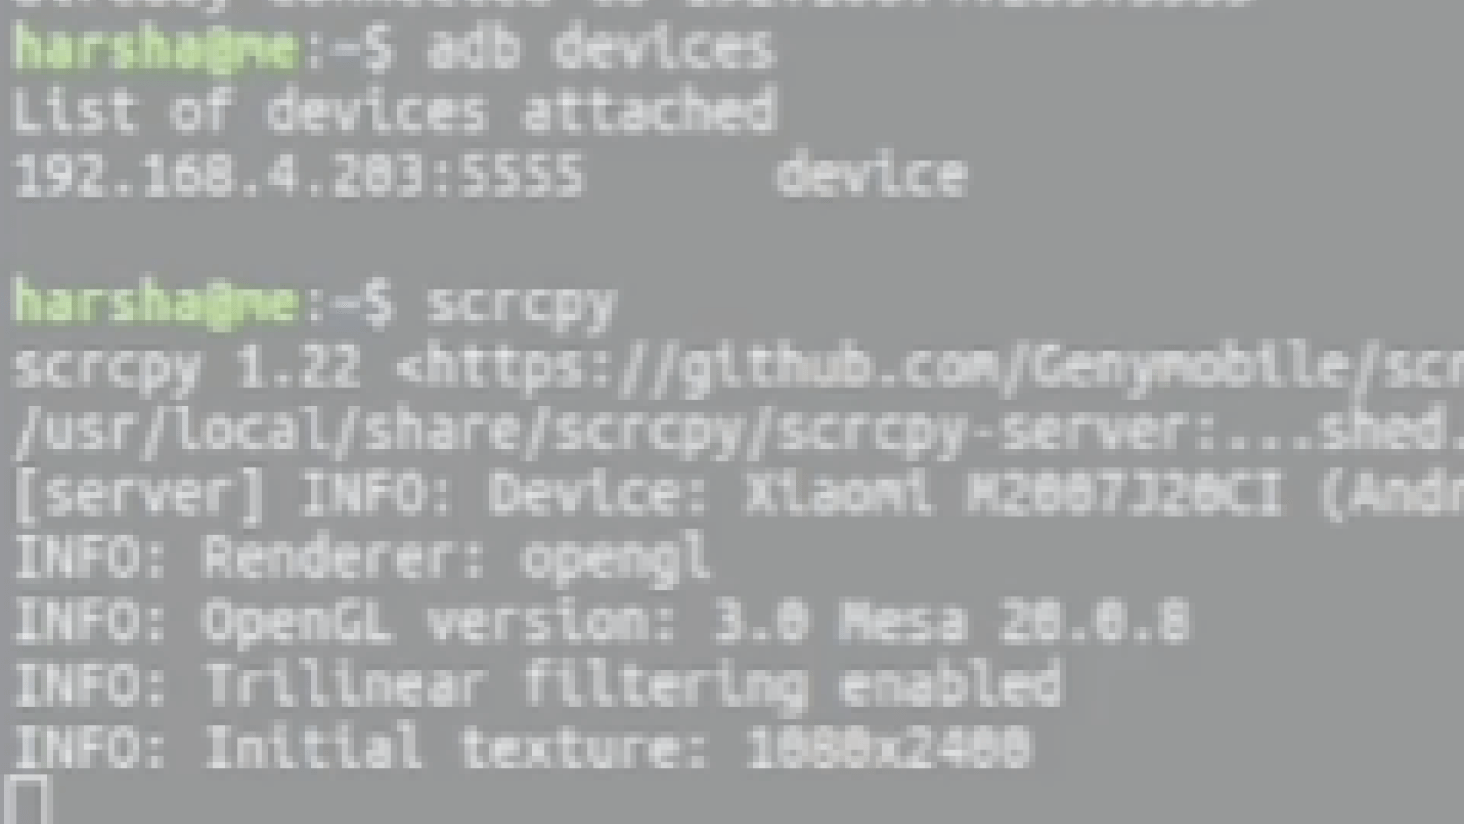 harsha@ne:~$ adb devices
List of devices attached
192.168.4.203:5555 device
harsha@ne:~$ scrcpy
scrcpy 1.22 <https://github.com/Genymobile/scr
/usr/local/share/scrcpy/scrcpy-server:...shed.
[server] INFO: Device: Xiaomi M2007J20CI (Andr
INFO: Renderer: opengl
INFO: OpenGL version: 3.0 Mesa 20.0.8
INFO: Trilinear filtering enabled
INFO: Initial texture: 1080x2400